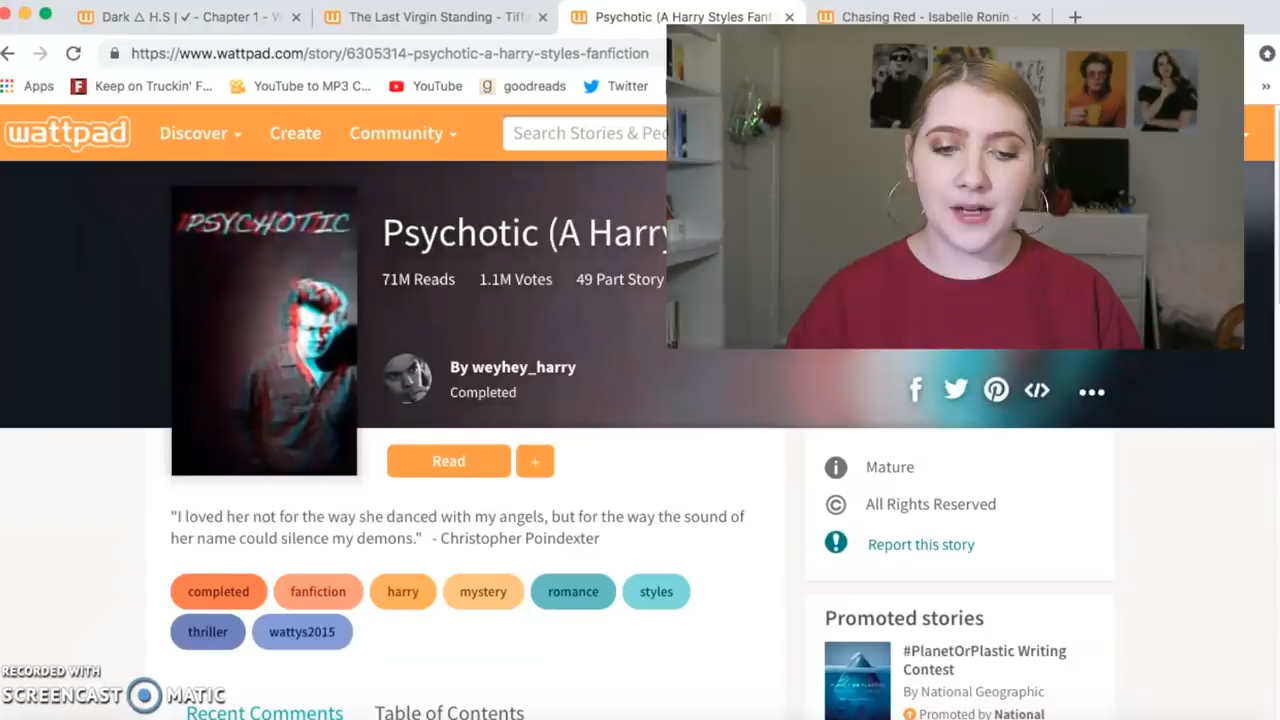 Dark △ H.S | ✓ - Chapter 1 - W
The Last Virgin Standing - Tiff
Psychotic (A Harry Styles Fanf
Chasing Red - Isabelle Ronin -
https://www.wattpad.com/story/6305314-psychotic-a-harry-styles-fanfiction
Apps
Keep on Truckin' F...
YouTube to MP3 C...
YouTube
goodreads
Twitter
»
wattpad
Discover
Create
Community
Search Stories & Peo
PSYCHOTIC
Psychotic (A Harry
71M Reads
1.1M Votes
49 Part Story
By weyhey_harry
Completed
Read
+
Mature
All Rights Reserved
Report this story
"I loved her not for the way she danced with my angels, but for the way the sound of
her name could silence my demons." - Christopher Poindexter
completed
fanfiction
harry
mystery
romance
styles
thriller
wattys2015
Promoted stories
#PlanetOrPlastic Writing
Contest
By National Geographic
Promoted by National
Recent Comments
Table of Contents
RECORDED WITH
SCREENCAST MATIC